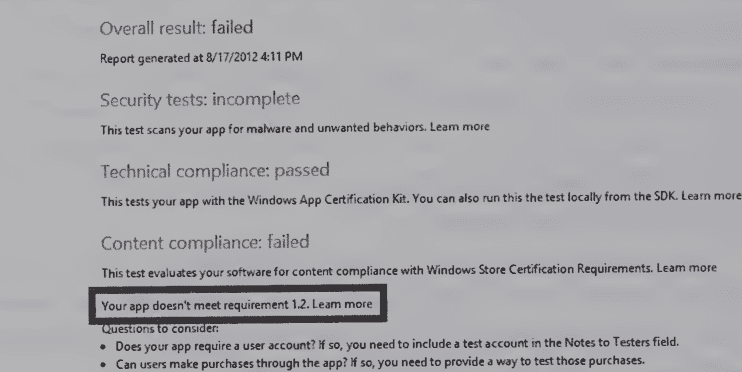 Overall result: failed
Report generated at 8/17/2012 4:11 PM
Security tests: incomplete
This test scans your app for malware and unwanted behaviors. Learn more
Technical compliance: passed
This tests your app with the Windows App Certification Kit. You can also run this the test locally from the SDK. Learn more
Content compliance: failed
This test evaluates your software for content compliance with Windows Store Certification Requirements. Learn more
Your app doesn't meet requirement 1.2. Learn more
Questions to consider:
• Does your app require a user account? If so, you need to include a test account in the Notes to Testers field.
• Can users make purchases through the app? If so, you need to provide a way to test those purchases.